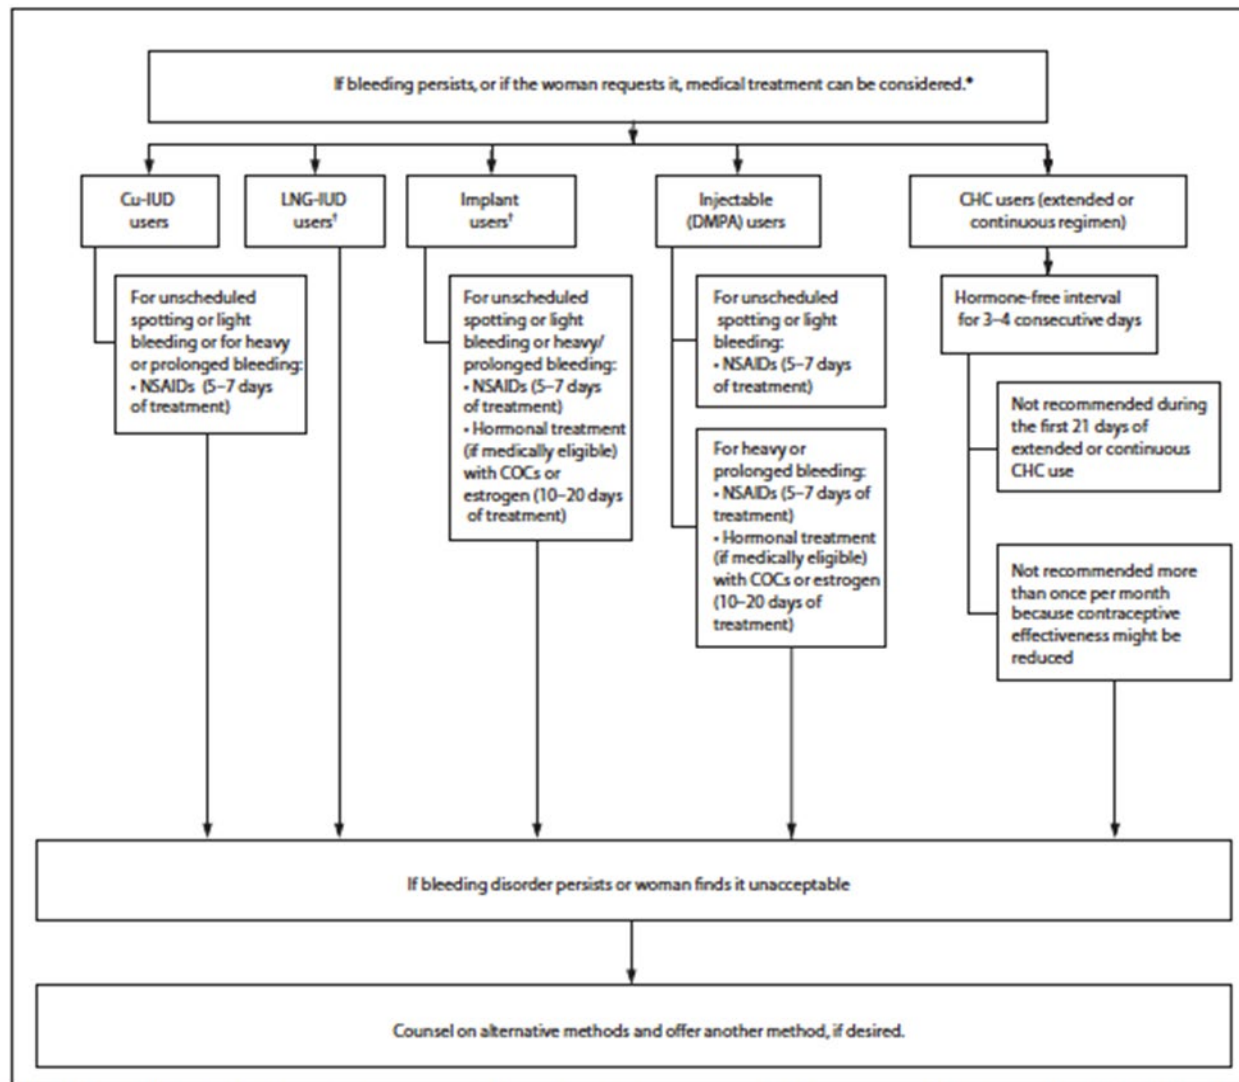 If bleeding persists, or if the woman requests it, medical treatment can be considered.*
Cu-IUD
users
LNG-IUD
users†
Implant
users†
Injectable
(DMPA) users
CHC users (extended or
continuous regimen)
For unscheduled
spotting or light
bleeding or for heavy
or prolonged bleeding:
• NSAIDs (5–7 days
of treatment)
For unscheduled
spotting or light
bleeding or heavy/
prolonged bleeding:
• NSAIDs (5–7 days
of treatment)
• Hormonal treatment
(if medically eligible)
with COCs or
estrogen (10–20 days
of treatment)
For unscheduled
spotting or light
bleeding:
• NSAIDs (5–7 days
of treatment)
For heavy or
prolonged bleeding:
• NSAIDs (5–7 days of
treatment)
• Hormonal treatment
(if medically eligible)
with COCs or estrogen
(10–20 days of
treatment)
Hormone-free interval
for 3–4 consecutive days
Not recommended during
the first 21 days of
extended or continuous
CHC use
Not recommended more
than once per month
because contraceptive
effectiveness might be
reduced
If bleeding disorder persists or woman finds it unacceptable
Counsel on alternative methods and offer another method, if desired.